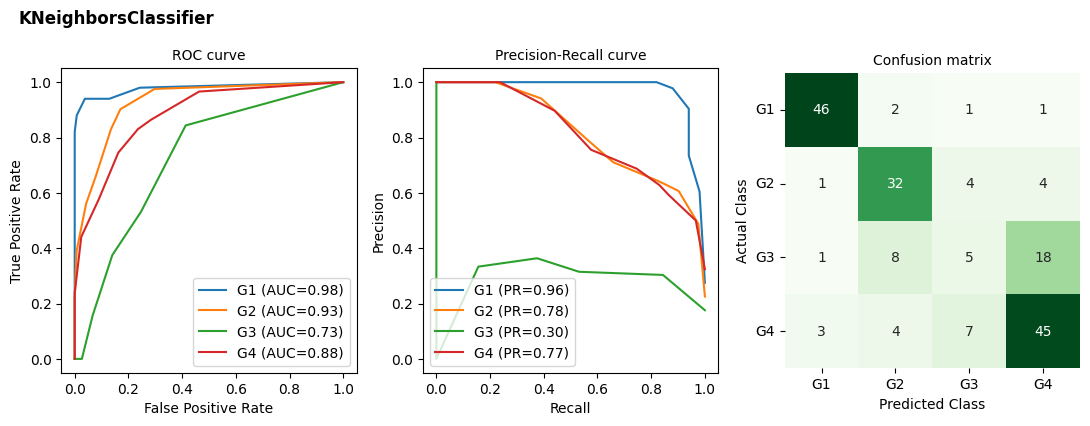 KNeighborsClassifier
ROC curve
True Positive Rate
1.0
0.8
0.6
0.4
0.2
0.0
G1 (AUC=0.98)
G2 (AUC=0.93)
G3 (AUC=0.73)
G4 (AUC=0.88)
0.0 0.2 0.4 0.6 0.8 1.0
False Positive Rate
Precision-Recall curve
Precision
1.0
0.8
0.6
0.4
0.2
0.0
G1 (PR=0.96)
G2 (PR=0.78)
G3 (PR=0.30)
G4 (PR=0.77)
0.0 0.2 0.4 0.6 0.8 1.0
Recall
Confusion matrix
Actual Class
G1 46 2 1 1
G2 1 32 4 4
G3 1 8 5 18
G4 3 4 7 45
G1 G2 G3 G4
Predicted Class